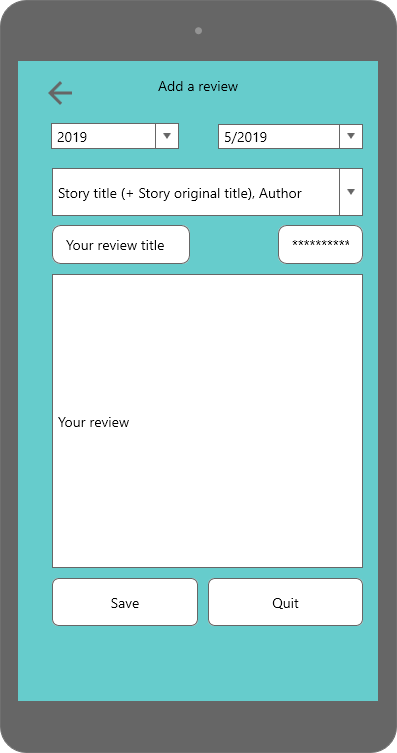 Add a review
2019
5/2019
Story title (+ Story original title), Author
Your review title
**********
Your review
Save
Quit